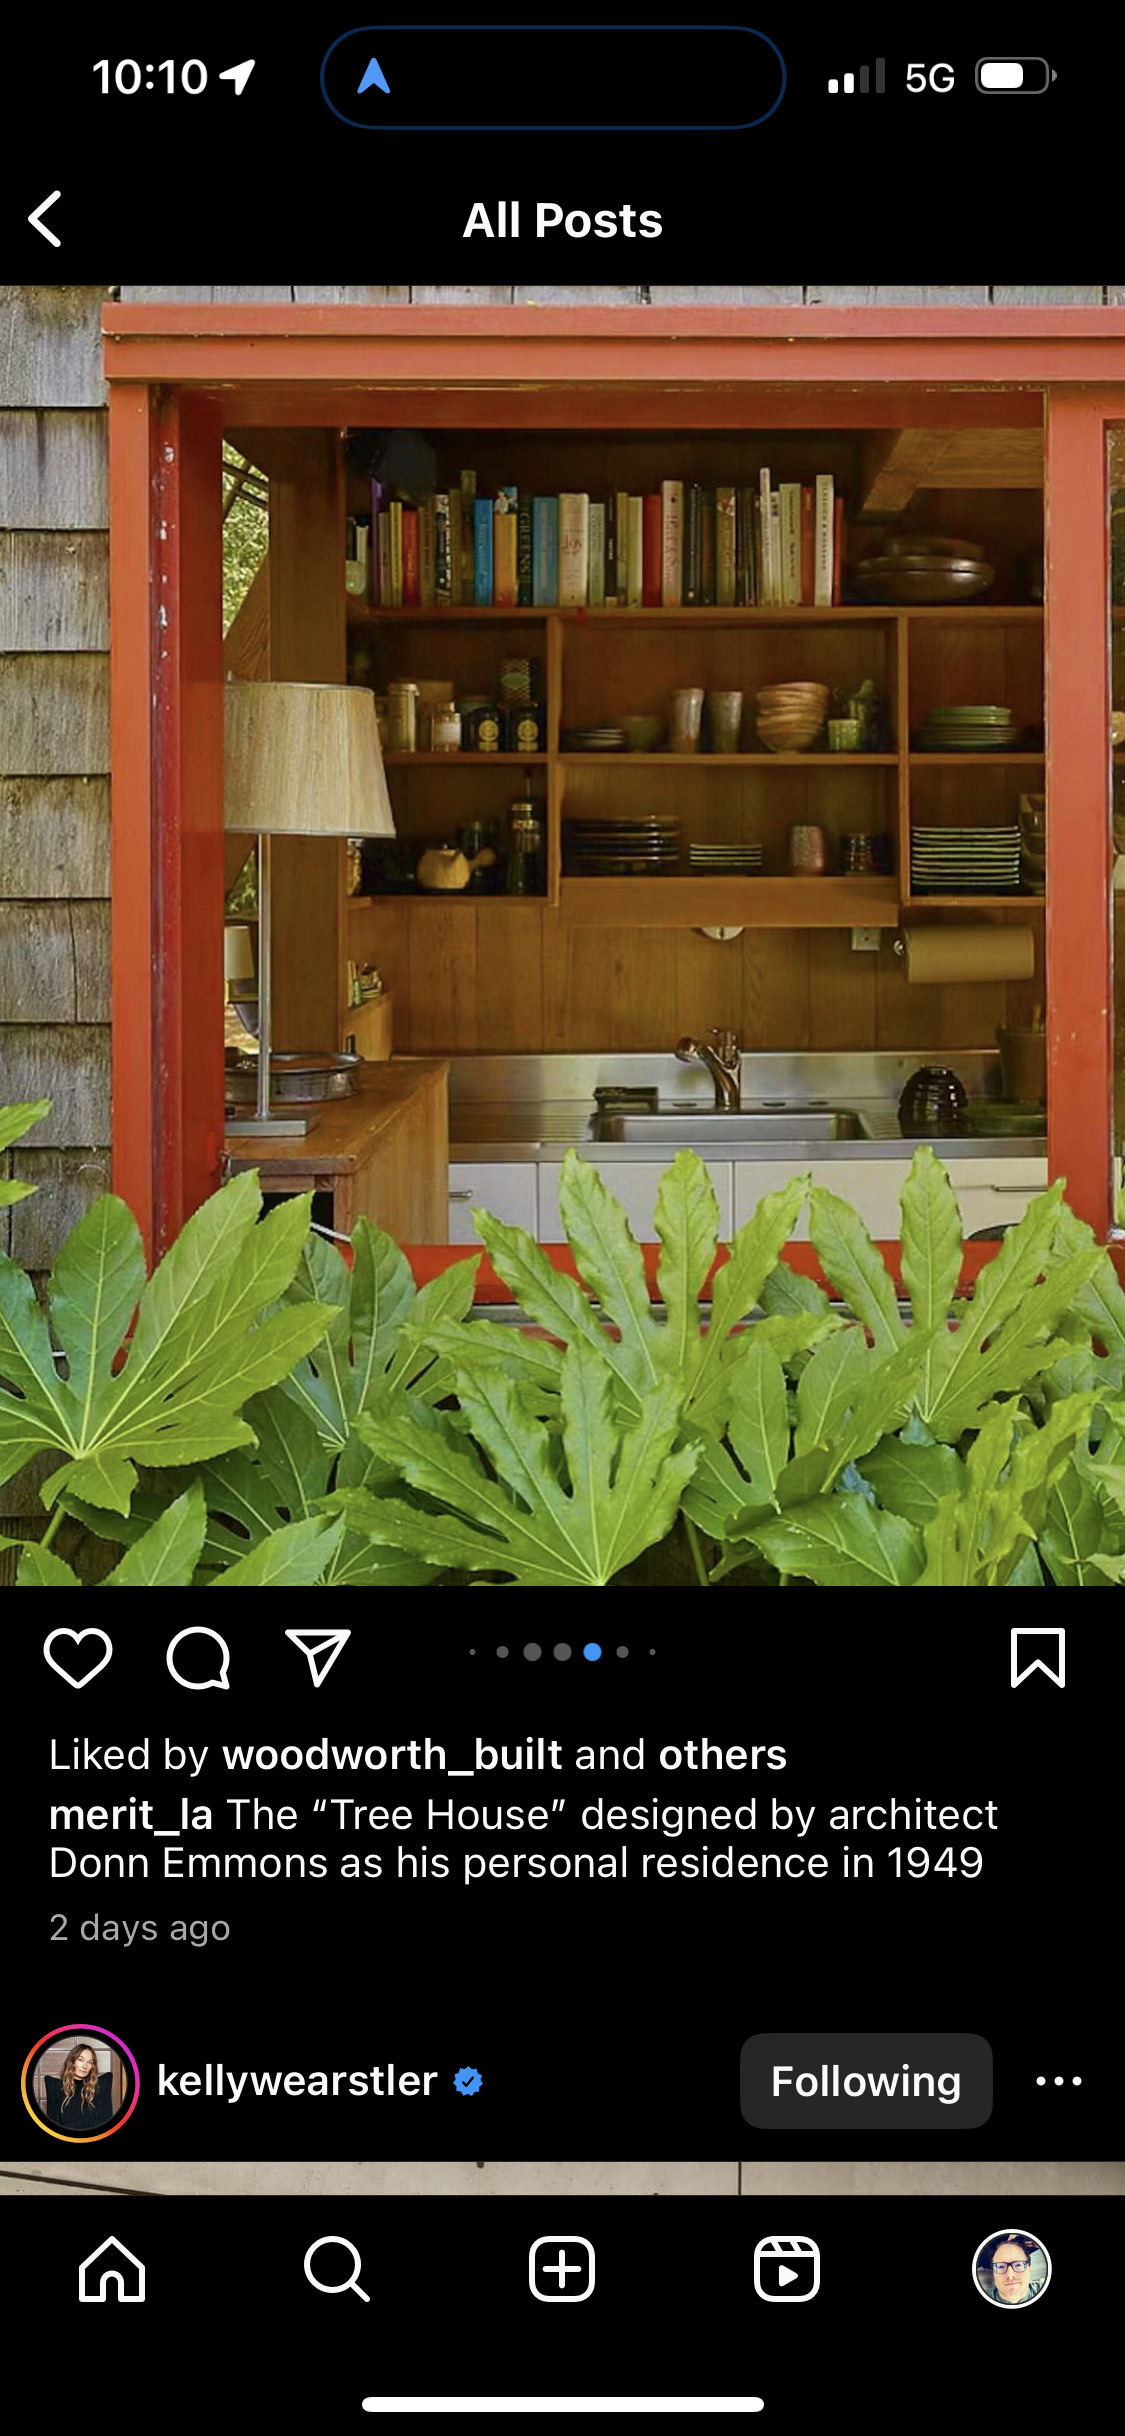 10:10
5G
All Posts
Liked by woodworth_built and others
merit_la The “Tree House” designed by architect
Donn Emmons as his personal residence in 1949
2 days ago
kellywearstler
Following